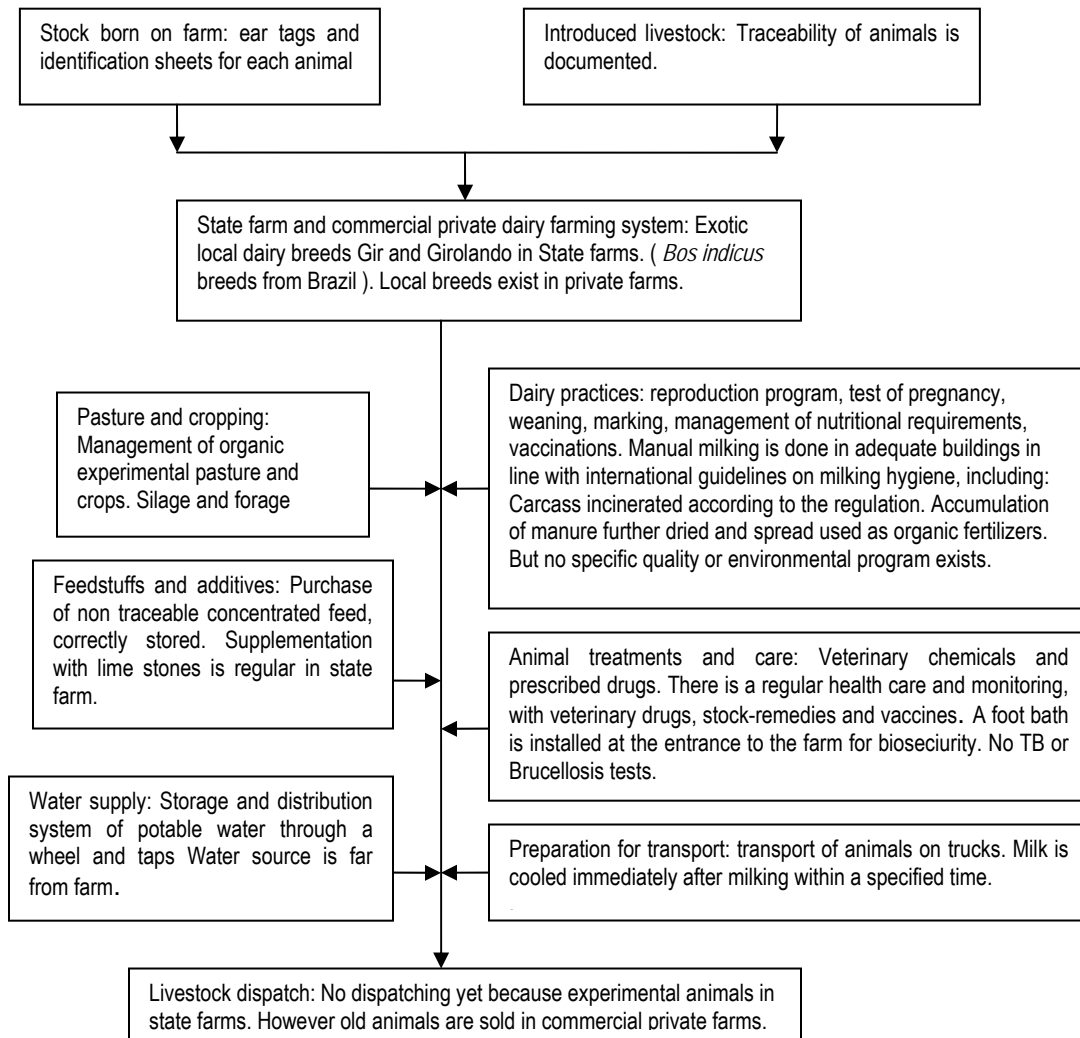 Stock born on farm: ear tags and
identification sheets for each animal
Introduced livestock: Traceability of animals is
documented.
State farm and commercial private dairy farming system: Exotic
local dairy breeds Gir and Girolando in State farms. ( Bos indicus
breeds from Brazil ). Local breeds exist in private farms.
Pasture and cropping:
Management of organic
experimental pasture and
crops. Silage and forage
Dairy practices: reproduction program, test of pregnancy,
weaning, marking, management of nutritional requirements,
vaccinations. Manual milking is done in adequate buildings in
line with international guidelines on milking hygiene, including:
Carcass incinerated according to the regulation. Accumulation
of manure further dried and spread used as organic fertilizers.
But no specific quality or environmental program exists.
Feedstuffs and additives: Purchase
of non traceable concentrated feed,
correctly stored. Supplementation
with lime stones is regular in state
farm.
Animal treatments and care: Veterinary chemicals and
prescribed drugs. There is a regular health care and monitoring,
with veterinary drugs, stock-remedies and vaccines. A foot bath
is installed at the entrance to the farm for bioseciurity. No TB or
Brucellosis tests.
Water supply: Storage and distribution
system of potable water through a
wheel and taps Water source is far
from farm.
Preparation for transport: transport of animals on trucks. Milk is
cooled immediately after milking within a specified time.
.
Livestock dispatch: No dispatching yet because experimental animals in
state farms. However old animals are sold in commercial private farms.